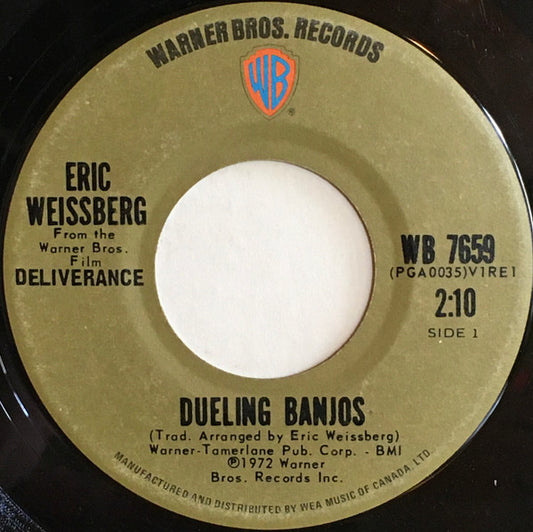 WARNER BROS. RECORDS
WB
®
ERIC
WEISSBERG
From the
Warner Bros.
Film
DELIVERANCE
WB 7659
(PGA0035)V1RE1
2:10
SIDE 1
DUELING BANJOS
(Trad. Arranged by Eric Weissberg)
Warner-Tamerlane Pub. Corp. - BMI
℗1972 Warner
Bros. Records Inc.
MANUFACTURED AND DISTRIBUTED BY WEA MUSIC OF CANADA, LTD.